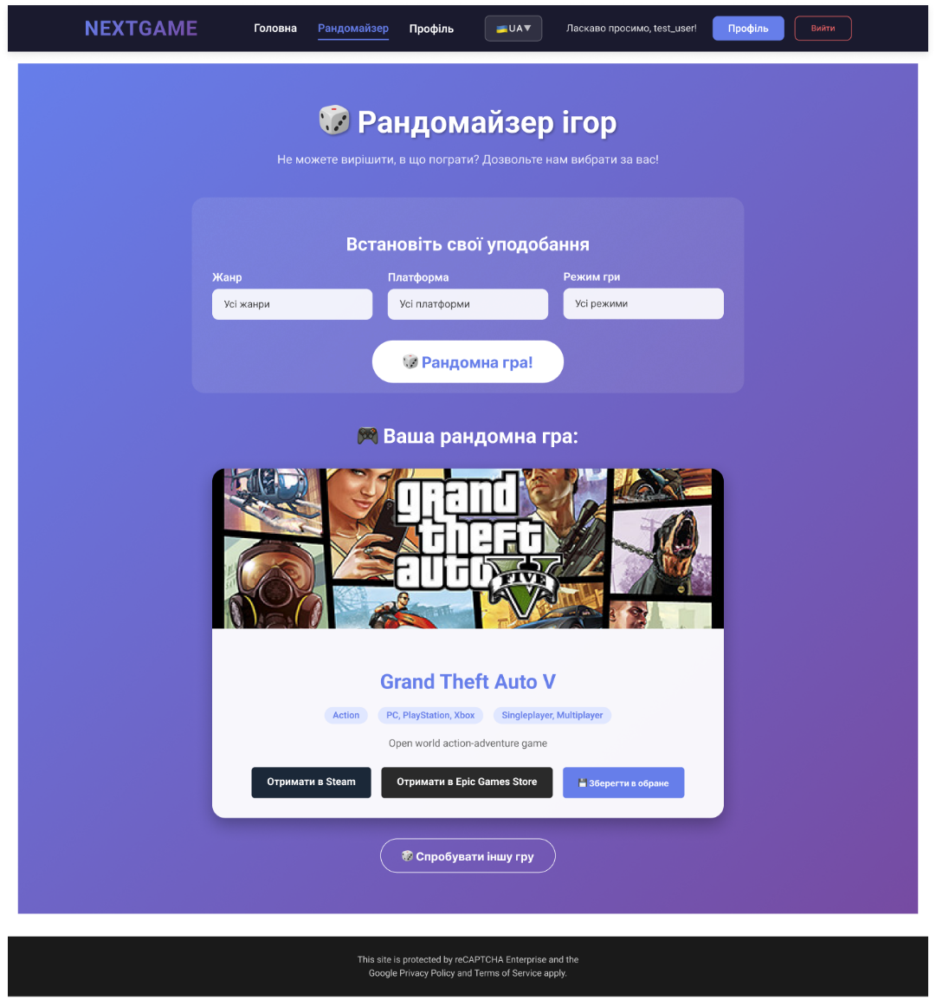 NEXTGAME
Головна Рандомайзер Профіль UA▼ Ласкаво просимо, test_user! Профіль Вийти
Рандомайзер ігор
Не можете вирішити, в що пограти? Дозвольте нам вибрати за вас!
Встановіть свої уподобання
Жанр Платформа Режим гри
Усі жанри Усі платформи Усі режими
Рандомна гра!
Ваша рандомна гра:
grand
theft
auto
FIVE
Grand Theft Auto V
Action PC, PlayStation, Xbox Singleplayer, Multiplayer
Open world action-adventure game
Отримати в Steam Отримати в Epic Games Store Зберегти в обране
Спробувати іншу гру
This site is protected by reCAPTCHA Enterprise and the
Google Privacy Policy and Terms of Service apply.